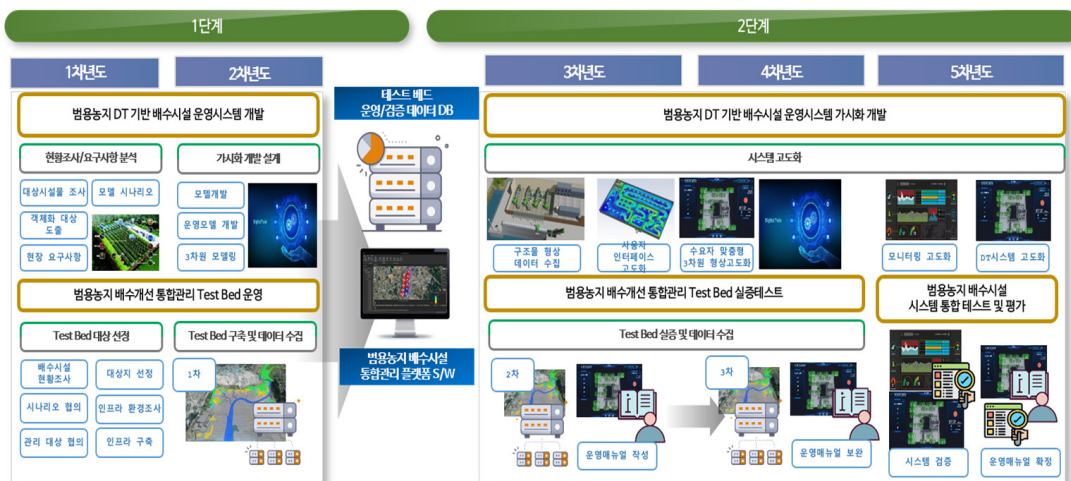 1단계
2단계
1차년도
2차년도
3차년도
4차년도
5차년도
범용농지 DT 기반 배수시설 운영시스템 개발
테스트 베드
운영/검증 데이터 DB
범용농지 DT 기반 배수시설 운영시스템 가시화 개발
현황조사/요구사항 분석
가시화 개발 설계
시스템 고도화
대상시설물 조사
모델 시나리오
객체화 대상
도출
현장 요구사항
모델개발
운영모델 개발
3차원 모델링
구조물 형상
데이터 수집
사용자
인터페이스
고도화
수요자 맞춤형
3차원 형상고도화
모니터링 고도화
DT시스템 고도화
범용농지 배수개선 통합관리 Test Bed 운영
범용농지 배수개선 통합관리 Test Bed 실증테스트
범용농지 배수시설
시스템 통합 테스트 및 평가
Test Bed 대상 선정
Test Bed 구축 및 데이터 수집
범용농지 배수시설
통합관리 플랫폼 S/W
Test Bed 실증 및 데이터 수집
배수시설
현황조사
대상지 선정
시나리오 협의
인프라 환경조사
관리 대상 협의
인프라 구축
1차
2차
운영매뉴얼 작성
3차
운영매뉴얼 보완
시스템 검증
운영매뉴얼 확정